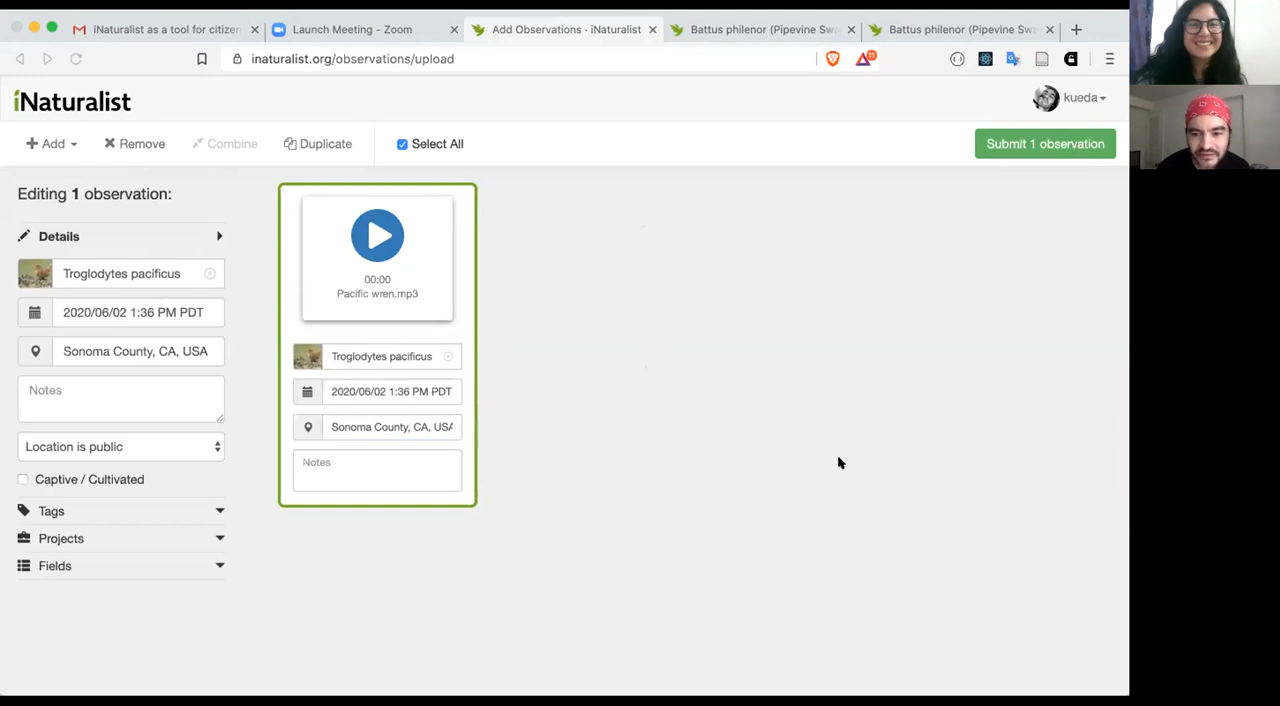 iNaturalist as a tool for citizen
Launch Meeting - Zoom
Add Observations · iNaturalist
Battus philenor (Pipevine Swa
Battus philenor (Pipevine Swa
inaturalist.org/observations/upload
11
iNaturalist
kueda
Add
Remove
Combine
Duplicate
Select All
Submit 1 observation
Editing 1 observation:
Details
Troglodytes pacificus
2020/06/02 1:36 PM PDT
Sonoma County, CA, USA
Notes
Location is public
Captive / Cultivated
Tags
Projects
Fields
00:00
Pacific wren.mp3
Troglodytes pacificus
2020/06/02 1:36 PM PDT
Sonoma County, CA, USA
Notes